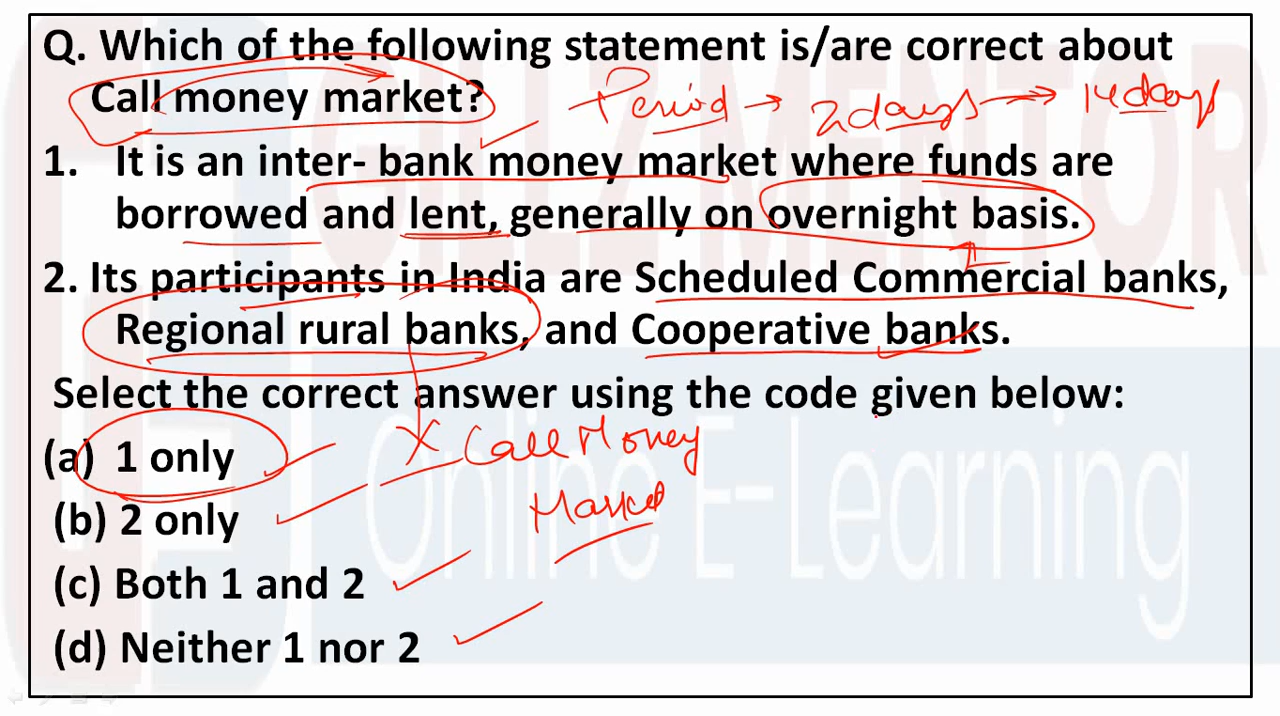 Q. Which of the following statement is/are correct about
Call money market?
Period → 2 days → 14 days
1. It is an inter- bank money market where funds are
borrowed and lent, generally on overnight basis.
2. Its participants in India are Scheduled Commercial banks,
Regional rural banks, and Cooperative banks.
Select the correct answer using the code given below:
(a) 1 only
X Call Money
Market
(b) 2 only
(c) Both 1 and 2
(d) Neither 1 nor 2
Online E- Learning